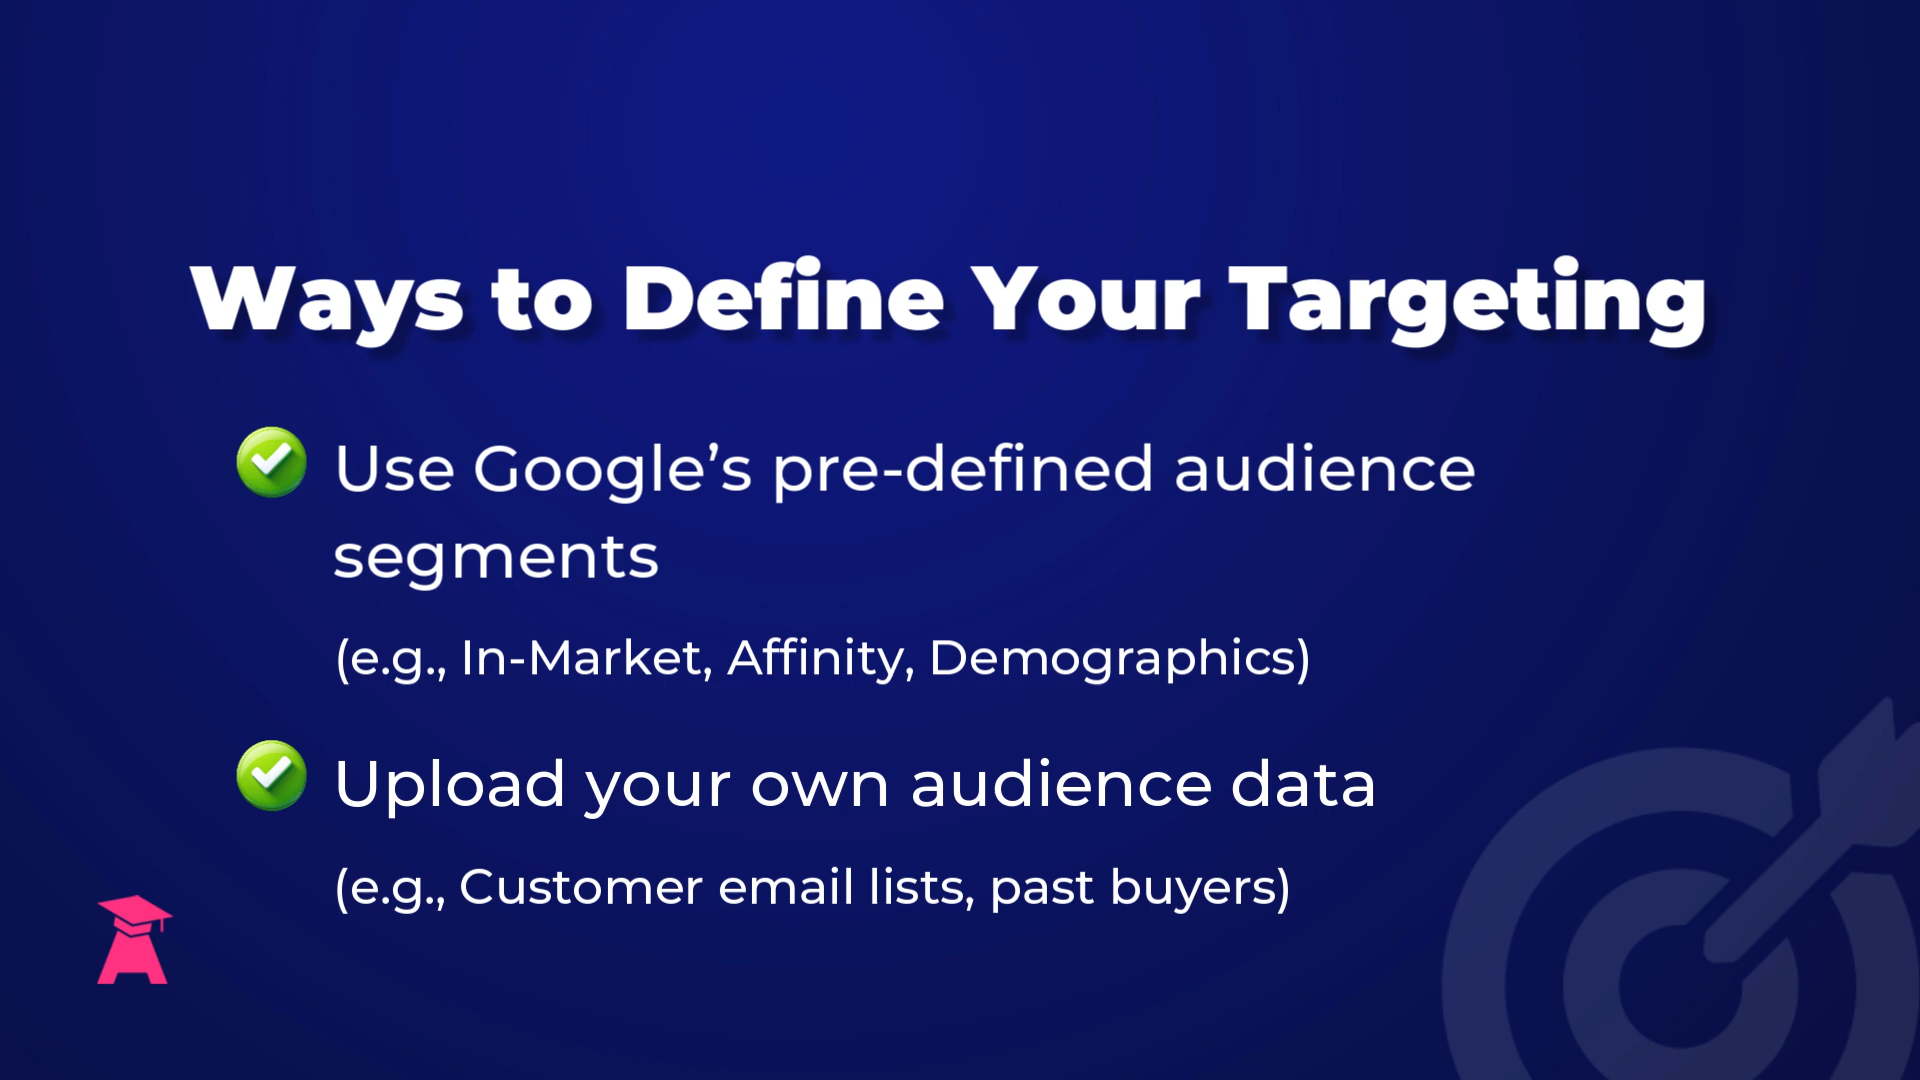 Ways to Define Your Targeting
Use Google’s pre-defined audience
segments
(e.g., In-Market, Affinity, Demographics)
Upload your own audience data
(e.g., Customer email lists, past buyers)